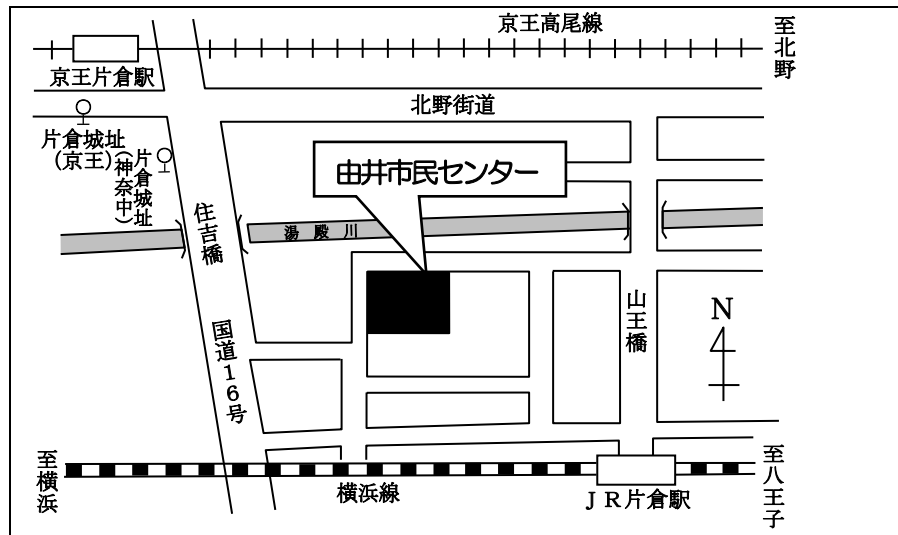 京王高尾線
至北野
京王片倉駅
北野街道
片倉城址
(京王)
片倉城址
(神奈中)
由井市民センター
住吉橋
湯殿川
山王橋
N
国道16号
至横浜
横浜線
JR片倉駅
至八王子